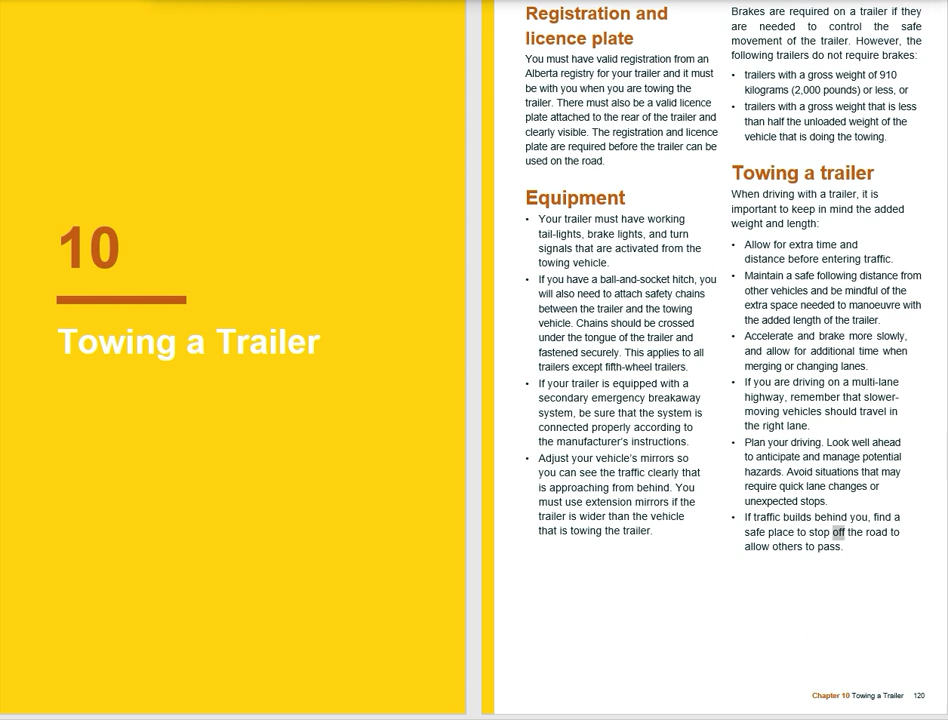 10
Towing a Trailer
Registration and
licence plate
You must have valid registration from an
Alberta registry for your trailer and it must
be with you when you are towing the
trailer. There must also be a valid licence
plate attached to the rear of the trailer and
clearly visible. The registration and licence
plate are required before the trailer can be
used on the road.
Equipment
• Your trailer must have working
tail-lights, brake lights, and turn
signals that are activated from the
towing vehicle.
• If you have a ball-and-socket hitch, you
will also need to attach safety chains
between the trailer and the towing
vehicle. Chains should be crossed
under the tongue of the trailer and
fastened securely. This applies to all
trailers except fifth-wheel trailers.
• If your trailer is equipped with a
secondary emergency breakaway
system, be sure that the system is
connected properly according to
the manufacturer's instructions.
• Adjust your vehicle's mirrors so
you can see the traffic clearly that
is approaching from behind. You
must use extension mirrors if the
trailer is wider than the vehicle
that is towing the trailer.
Brakes are required on a trailer if they
are needed to control the safe
movement of the trailer. However, the
following trailers do not require brakes:
• trailers with a gross weight of 910
kilograms (2,000 pounds) or less, or
• trailers with a gross weight that is less
than half the unloaded weight of the
vehicle that is doing the towing.
Towing a trailer
When driving with a trailer, it is
important to keep in mind the added
weight and length:
• Allow for extra time and
distance before entering traffic.
• Maintain a safe following distance from
other vehicles and be mindful of the
extra space needed to manoeuvre with
the added length of the trailer.
• Accelerate and brake more slowly,
and allow for additional time when
merging or changing lanes.
• If you are driving on a multi-lane
highway, remember that slower-
moving vehicles should travel in
the right lane.
• Plan your driving. Look well ahead
to anticipate and manage potential
hazards. Avoid situations that may
require quick lane changes or
unexpected stops.
• If traffic builds behind you, find a
safe place to stop off the road to
allow others to pass.
Chapter 10 Towing a Trailer 120